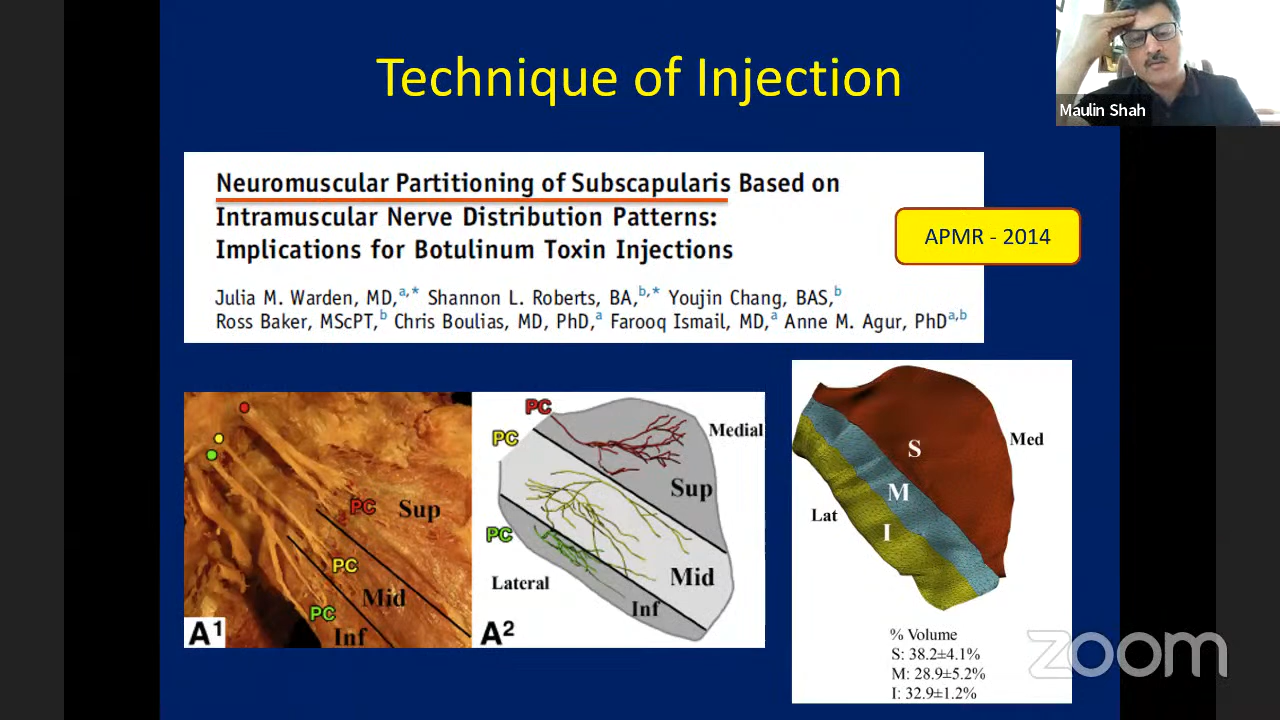 Technique of Injection
Maulin Shah
Neuromuscular Partitioning of Subscapularis Based on
Intramuscular Nerve Distribution Patterns:
Implications for Botulinum Toxin Injections
APMR - 2014
Julia M. Warden, MD,a,* Shannon L. Roberts, BA,b,* Youjin Chang, BAS,b
Ross Baker, MScPT,b Chris Boulias, MD, PhD,a Farooq Ismail, MD,a Anne M. Agur, PhDa,b
PC
Sup
PC
Mid
PC
Inf
A1
PC
Medial
PC
Sup
PC
Mid
Lateral
Inf
A2
S
Med
M
Lat
I
% Volume
S: 38.2±4.1%
M: 28.9±5.2%
I: 32.9±1.2%
zoom